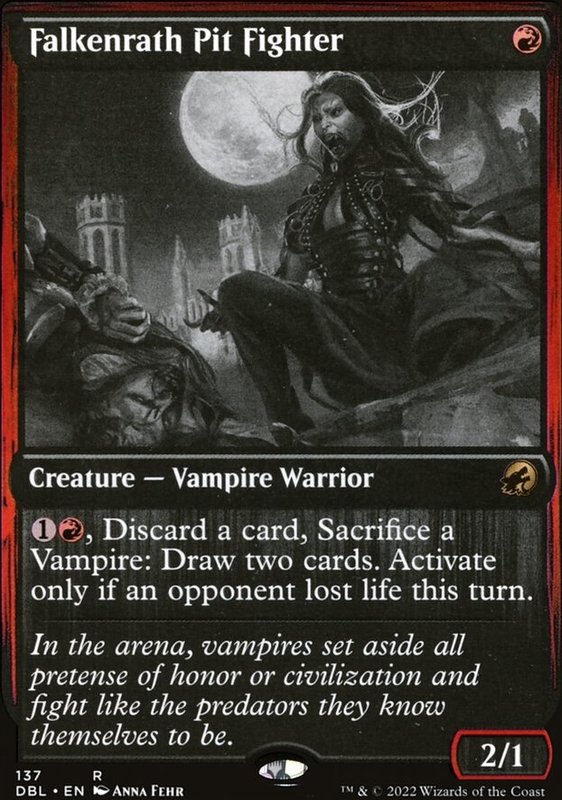 Falkenrath Pit Fighter
Creature — Vampire Warrior
1, Discard a card, Sacrifice a
Vampire: Draw two cards. Activate
only if an opponent lost life this turn.
In the arena, vampires set aside all
pretense of honor or civilization and
fight like the predators they know
themselves to be.
2/1
137 R
DBL • EN Anna Fehr
™ & © 2022 Wizards of the Coast